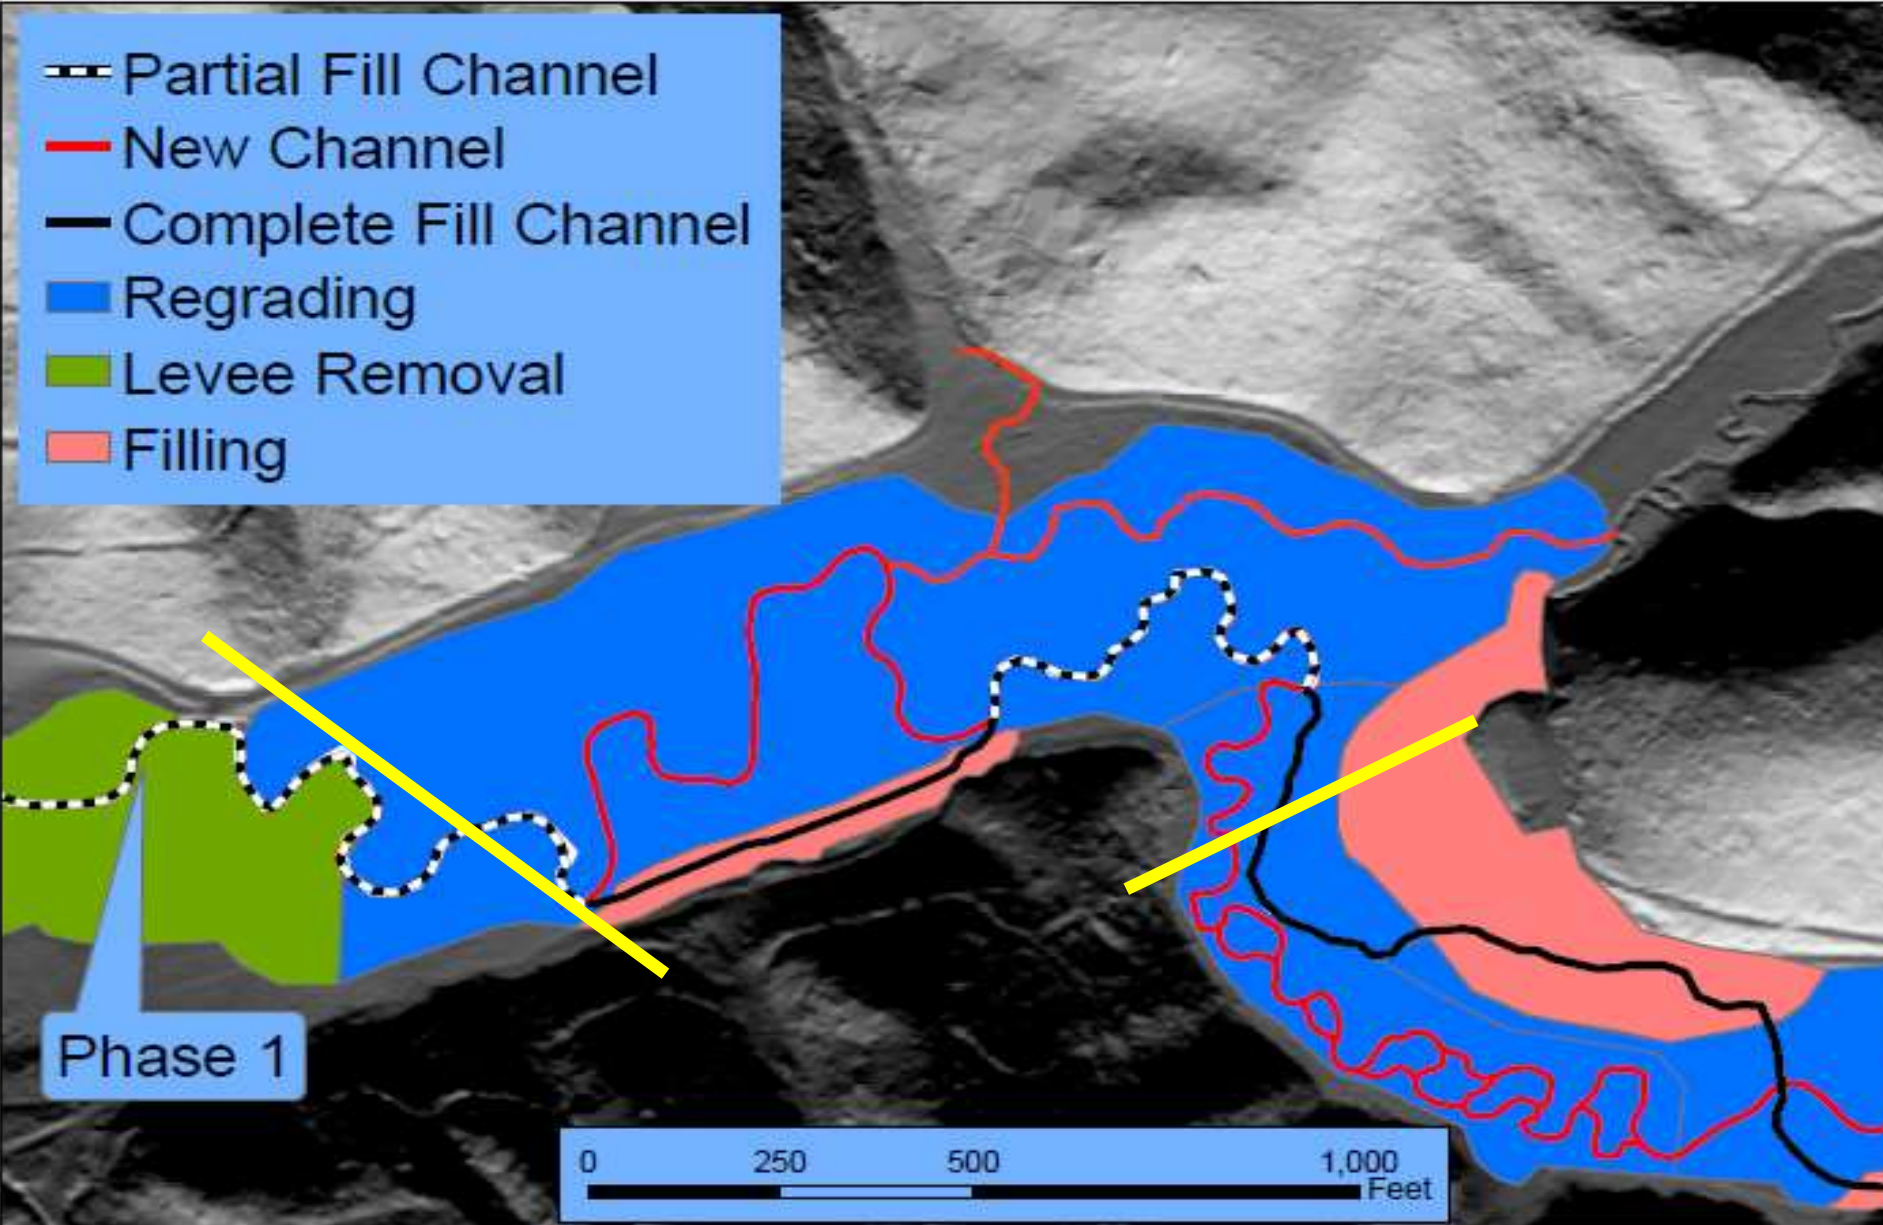 Partial Fill Channel
New Channel
Complete Fill Channel
Regrading
Levee Removal
Filling
Phase 1
0 250 500 1,000
Feet